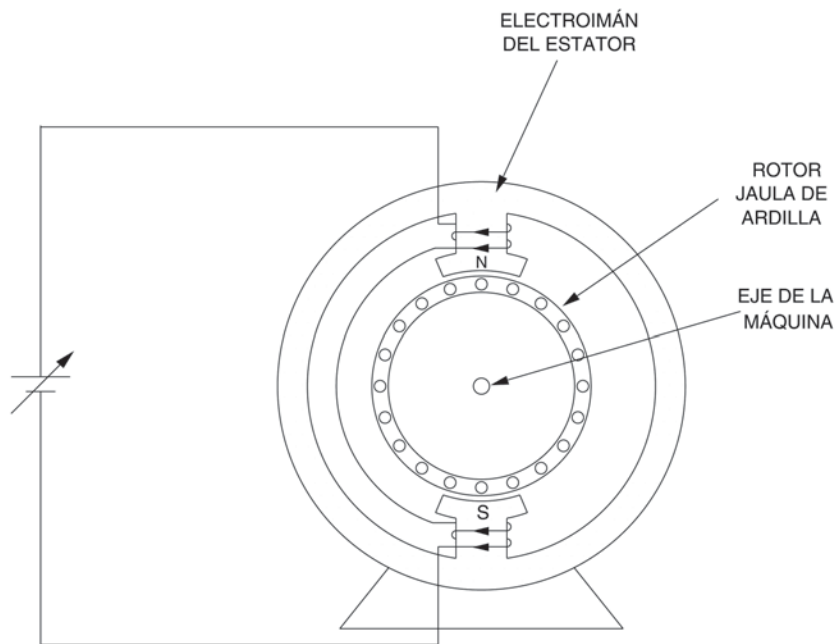 ELECTROIMÁN
DEL ESTATOR
ROTOR
JAULA DE
ARDILLA
N
EJE DE LA
MÁQUINA
S